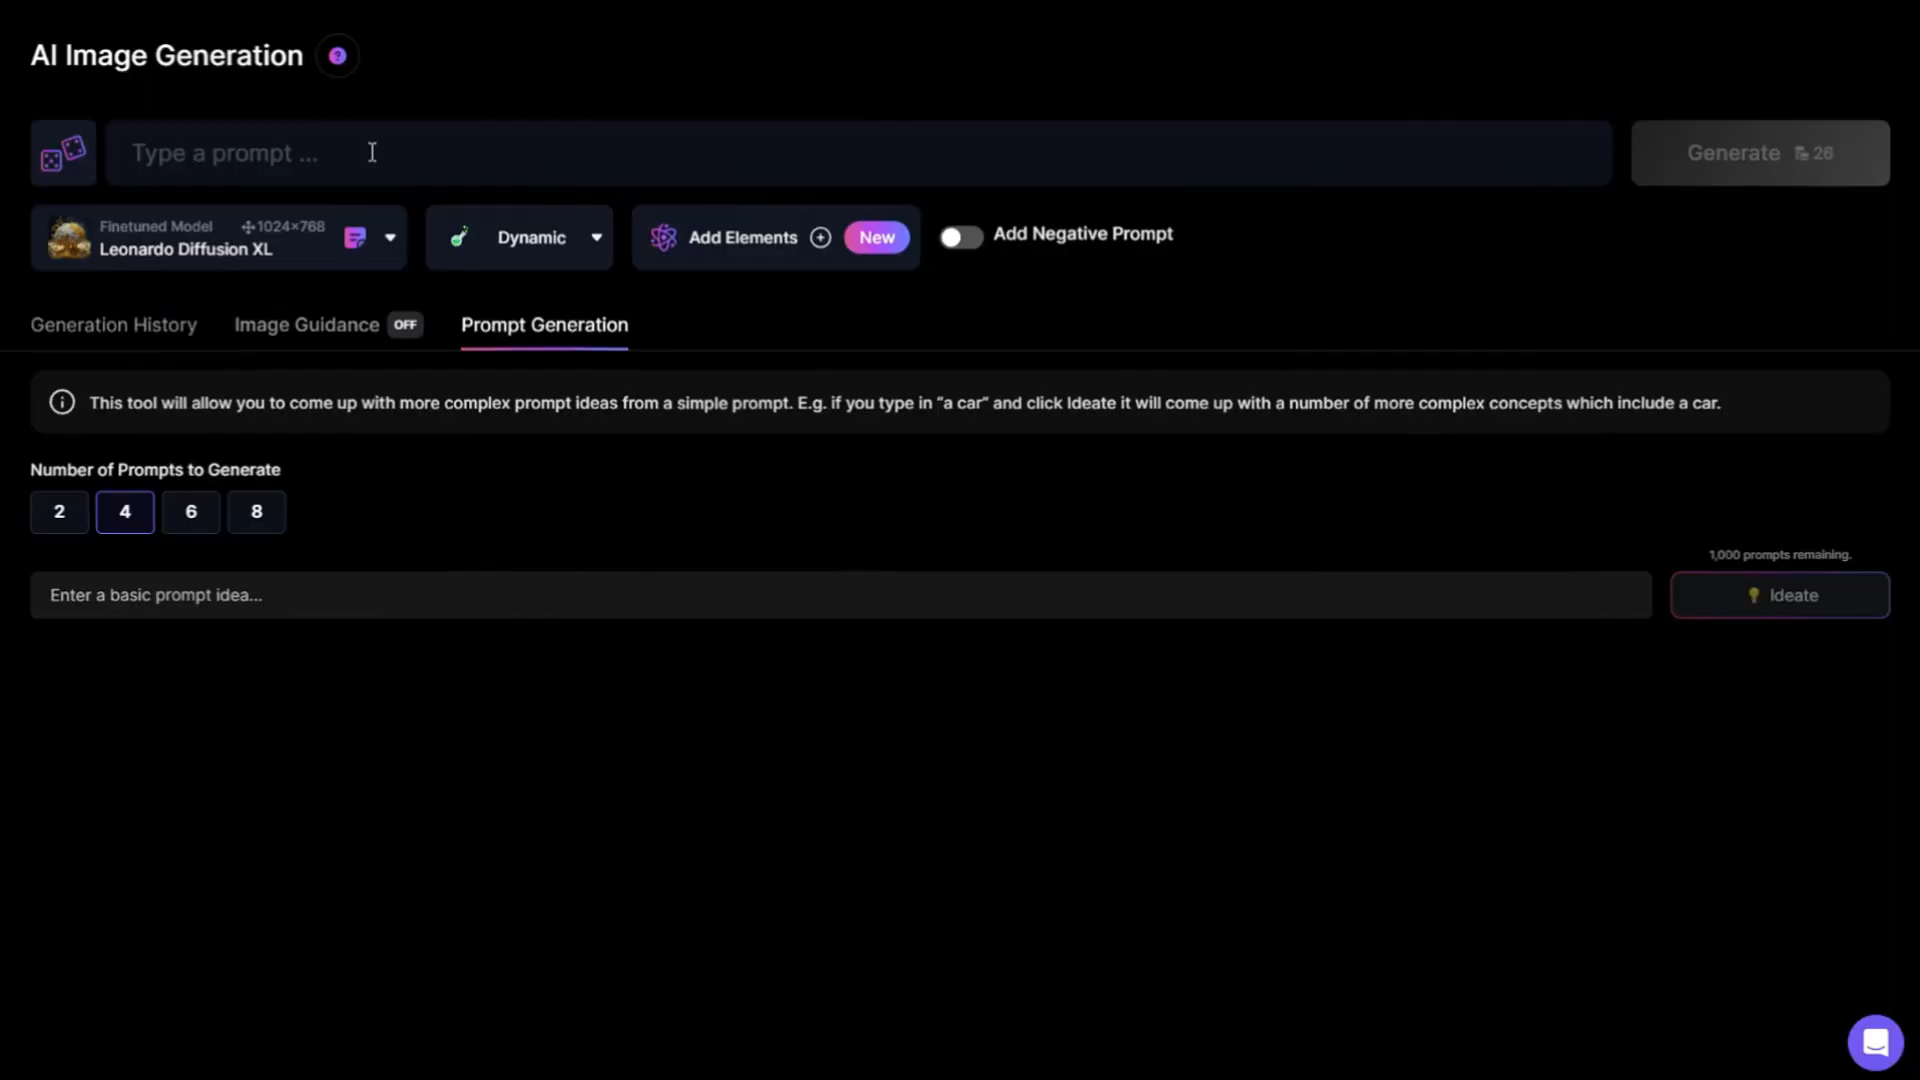 AI Image Generation ?
Type a prompt ...
Generate 26
Finetuned Model 1024×768
Leonardo Diffusion XL
Dynamic
Add Elements New
Add Negative Prompt
Generation History Image Guidance OFF Prompt Generation
This tool will allow you to come up with more complex prompt ideas from a simple prompt. E.g. if you type in “a car” and click Ideate it will come up with a number of more complex concepts which include a car.
Number of Prompts to Generate
2 4 6 8
1,000 prompts remaining.
Enter a basic prompt idea...
Ideate